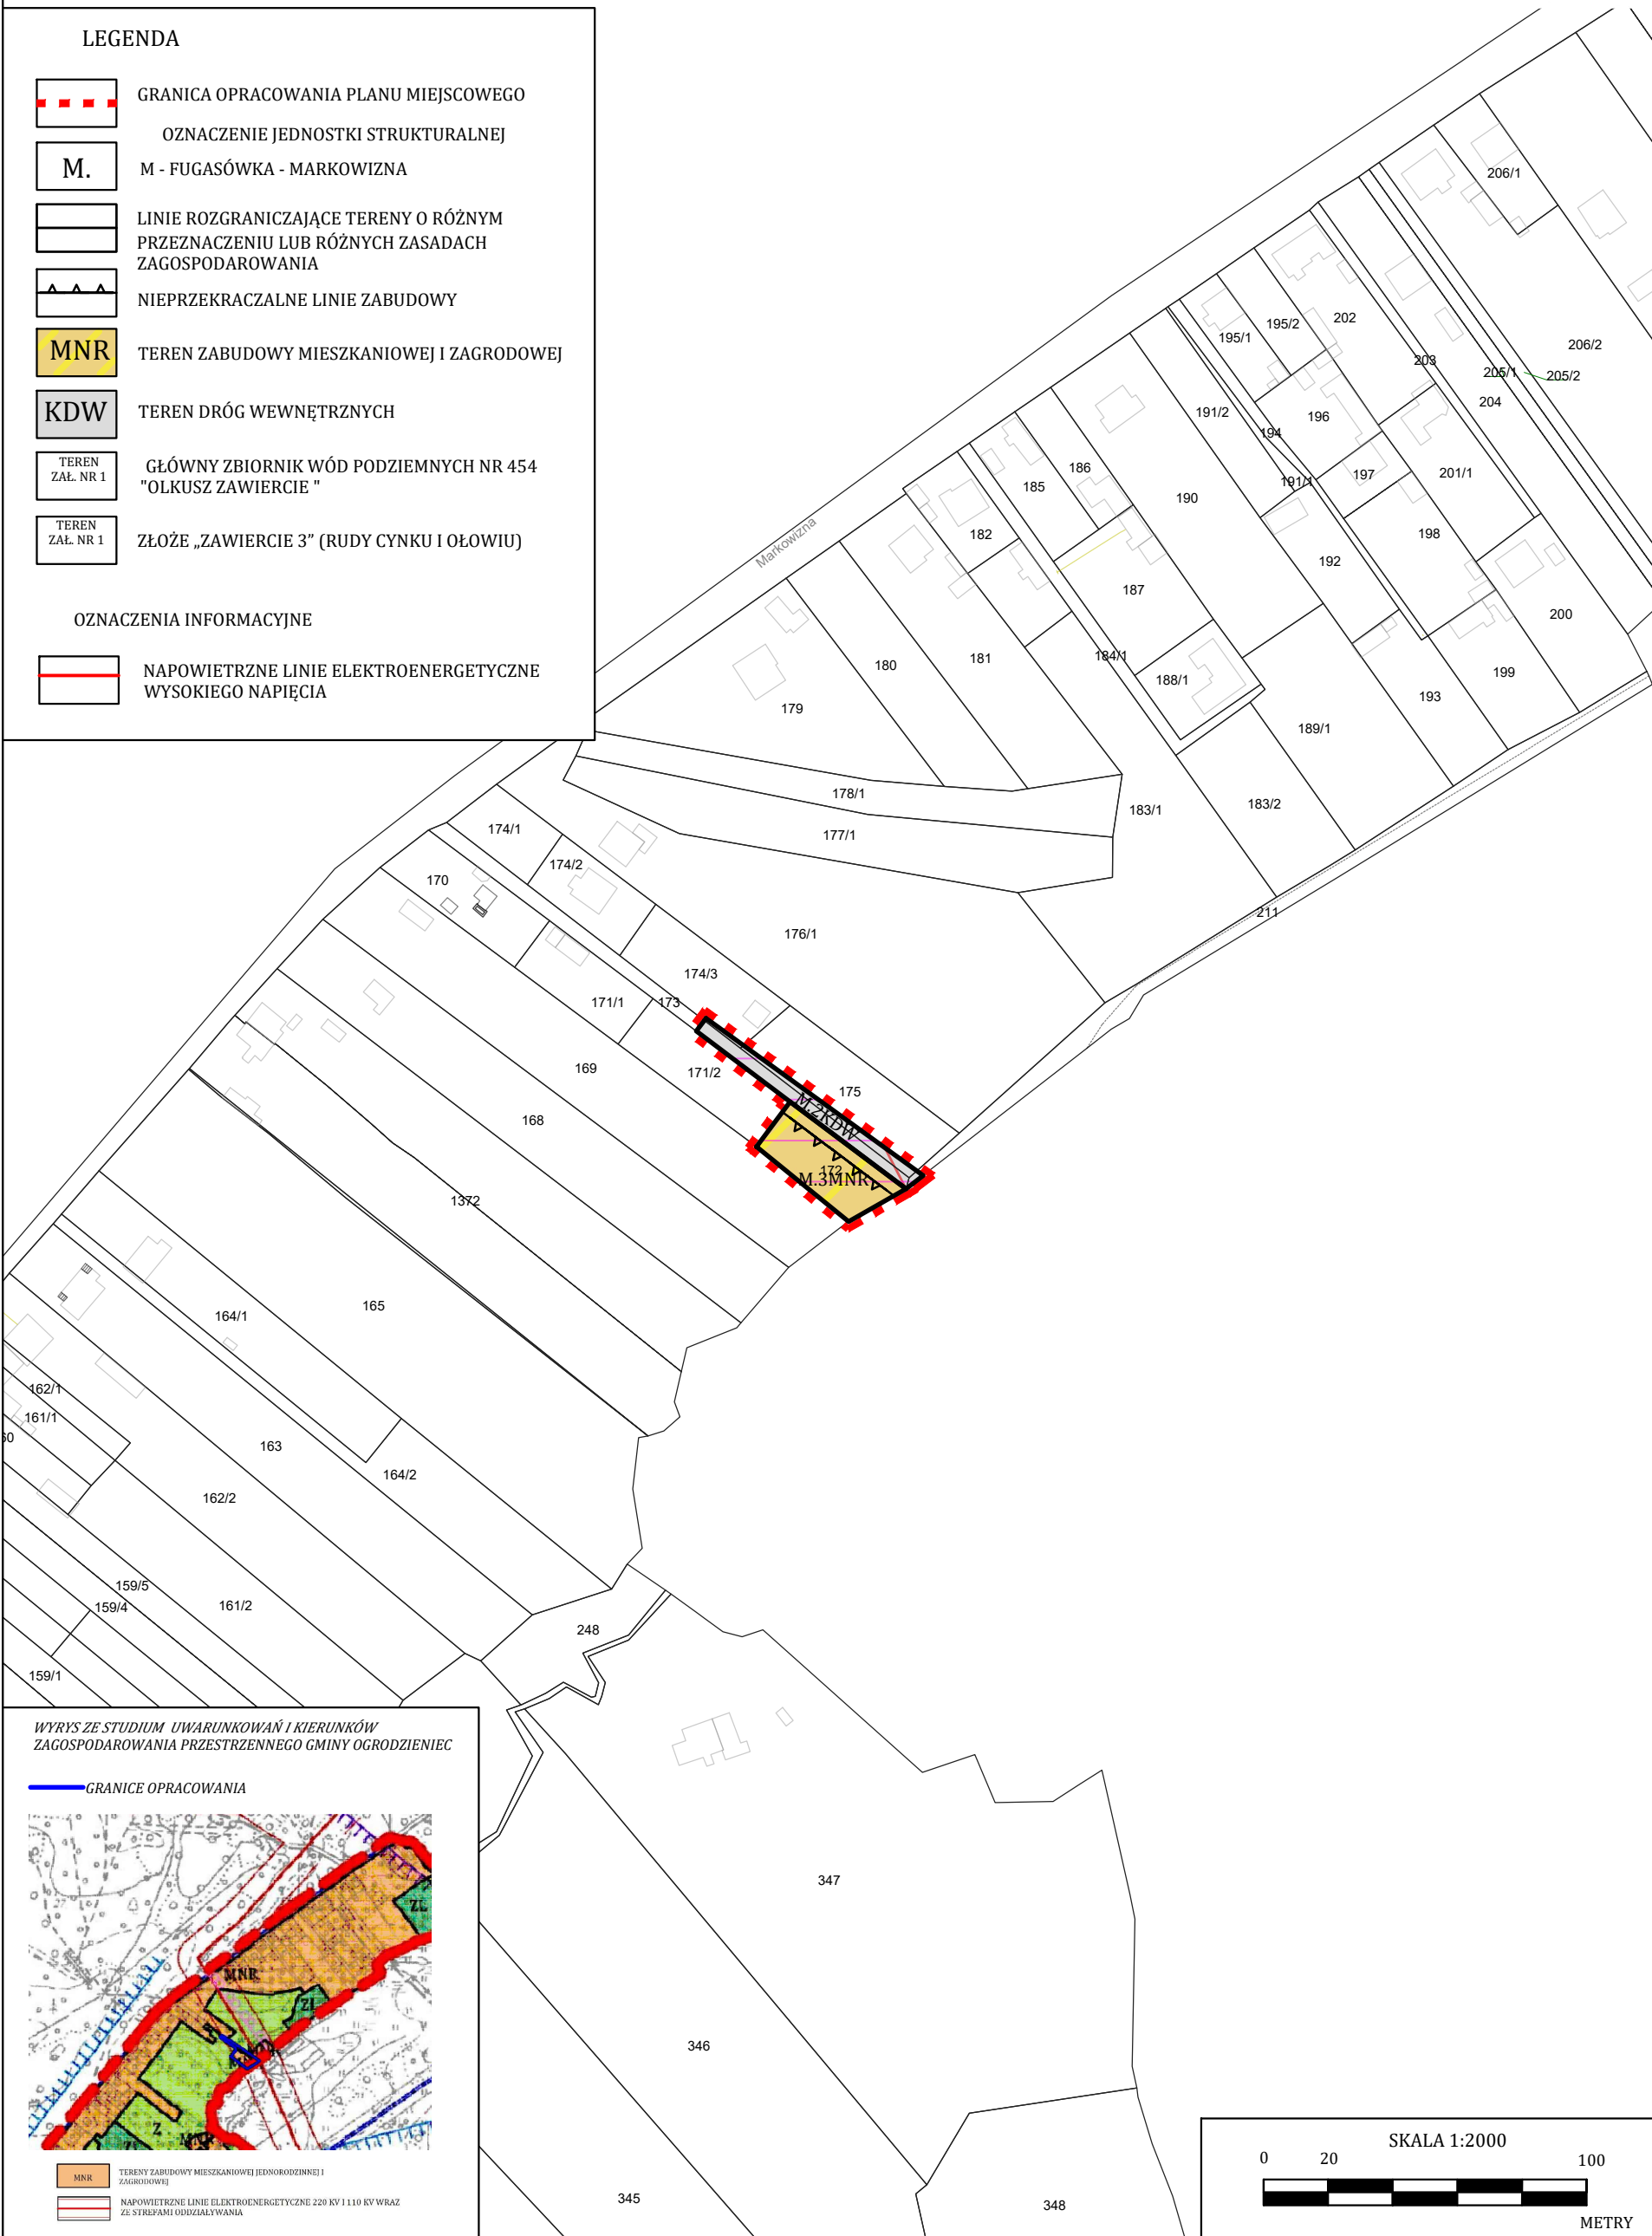 LEGENDA
GRANICA OPRACOWANIA PLANU MIEJSCOWEGO
OZNACZENIE JEDNOSTKI STRUKTURALNEJ
M.
M - FUGASÓWKA - MARKOWIZNA
LINIE ROZGRANICZAJĄCE TERENY O RÓŻNYM
PRZEZNACZENIU LUB RÓŻNYCH ZASADACH
ZAGOSPODAROWANIA
NIEPRZEKRACZALNE LINIE ZABUDOWY
MNR
TEREN ZABUDOWY MIESZKANIOWEJ I ZAGRODOWEJ
KDW
TEREN DRÓG WEWNĘTRZNYCH
TEREN
ZAŁ. NR 1
GŁÓWNY ZBIORNIK WÓD PODZIEMNYCH NR 454
"OLKUSZ ZAWIERCIE "
TEREN
ZAŁ. NR 1
ZŁOŻE „ZAWIERCIE 3” (RUDY CYNKU I OŁOWIU)
OZNACZENIA INFORMACYJNE
NAPOWIETRZNE LINIE ELEKTROENERGETYCZNE
WYSOKIEGO NAPIĘCIA
206/1
206/2
205/1
205/2
204
203
202
195/2
195/1
196
194
191/2
191/1
197
201/1
198
200
199
192
193
190
186
185
182
187
184/1
188/1
189/1
183/2
183/1
181
180
179
Markowizna
178/1
177/1
211
176/1
174/1
174/2
174/3
170
171/1
173
171/2
175
M.2KDW
172
M.3MNR
169
168
1372
165
164/1
164/2
163
162/1
161/1
60
162/2
161/2
159/5
159/4
159/1
248
347
346
345
348
WYRYS ZE STUDIUM UWARUNKOWAŃ I KIERUNKÓW
ZAGOSPODAROWANIA PRZESTRZENNEGO GMINY OGRODZIENIEC
GRANICE OPRACOWANIA
ZL
MNR
ZL
Z
MNR
MNR
TERENY ZABUDOWY MIESZKANIOWEJ JEDNORODZINNEJ I
ZAGRODOWEJ
NAPOWIETRZNE LINIE ELEKTROENERGETYCZNE 220 KV I 110 KV WRAZ
ZE STREFAMI ODDZIAŁYWANIA
SKALA 1:2000
0 20 100
METRY